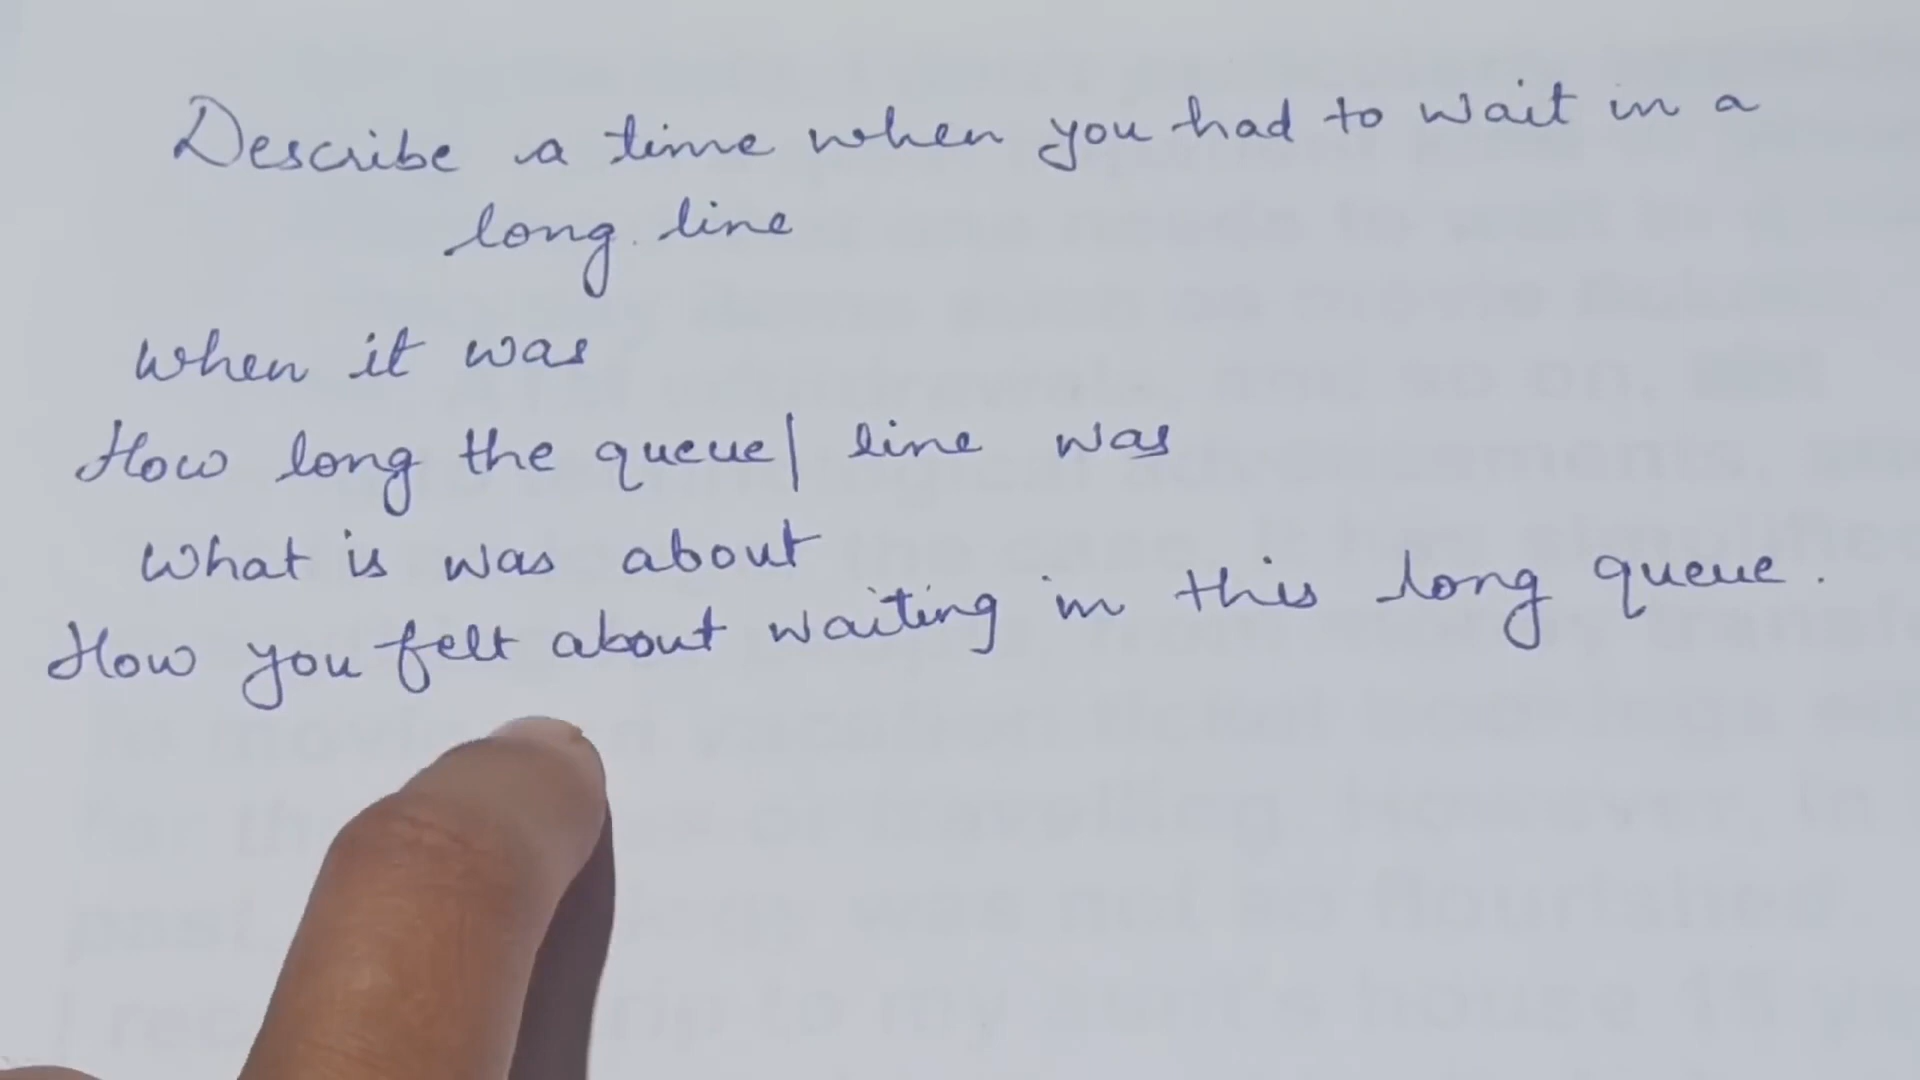 Describe a time when you had to wait in a
long line
When it was
How long the queue| line was
What is was about
How you felt about waiting in this long queue.